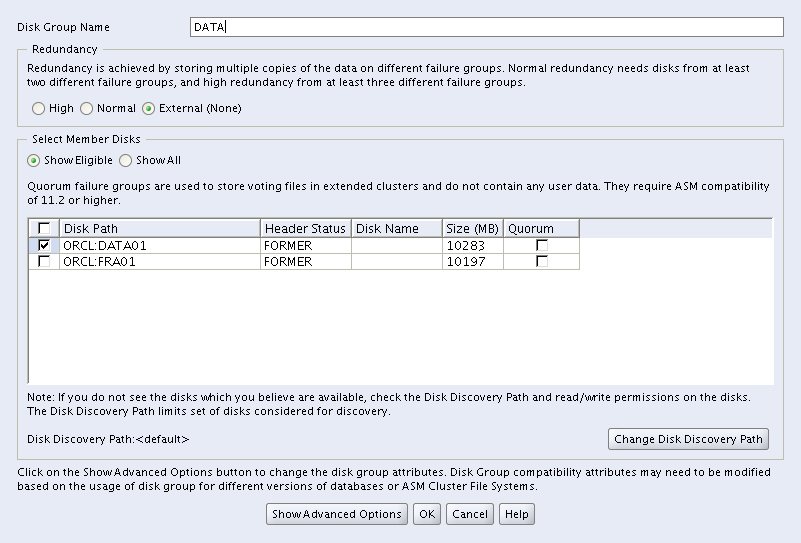 Disk Group Name DATA
Redundancy
Redundancy is achieved by storing multiple copies of the data on different failure groups. Normal redundancy needs disks from at least
two different failure groups, and high redundancy from at least three different failure groups.
High Normal External (None)
Select Member Disks
Show Eligible Show All
Quorum failure groups are used to store voting files in extended clusters and do not contain any user data. They require ASM compatibility
of 11.2 or higher.
Disk Path Header Status Disk Name Size (MB) Quorum
ORCL:DATA01 FORMER 10283
ORCL:FRA01 FORMER 10197
Note: If you do not see the disks which you believe are available, check the Disk Discovery Path and read/write permissions on the disks.
The Disk Discovery Path limits set of disks considered for discovery.
Disk Discovery Path:<default> Change Disk Discovery Path
Click on the Show Advanced Options button to change the disk group attributes. Disk Group compatibility attributes may need to be modified
based on the usage of disk group for different versions of databases or ASM Cluster File Systems.
Show Advanced Options OK Cancel Help